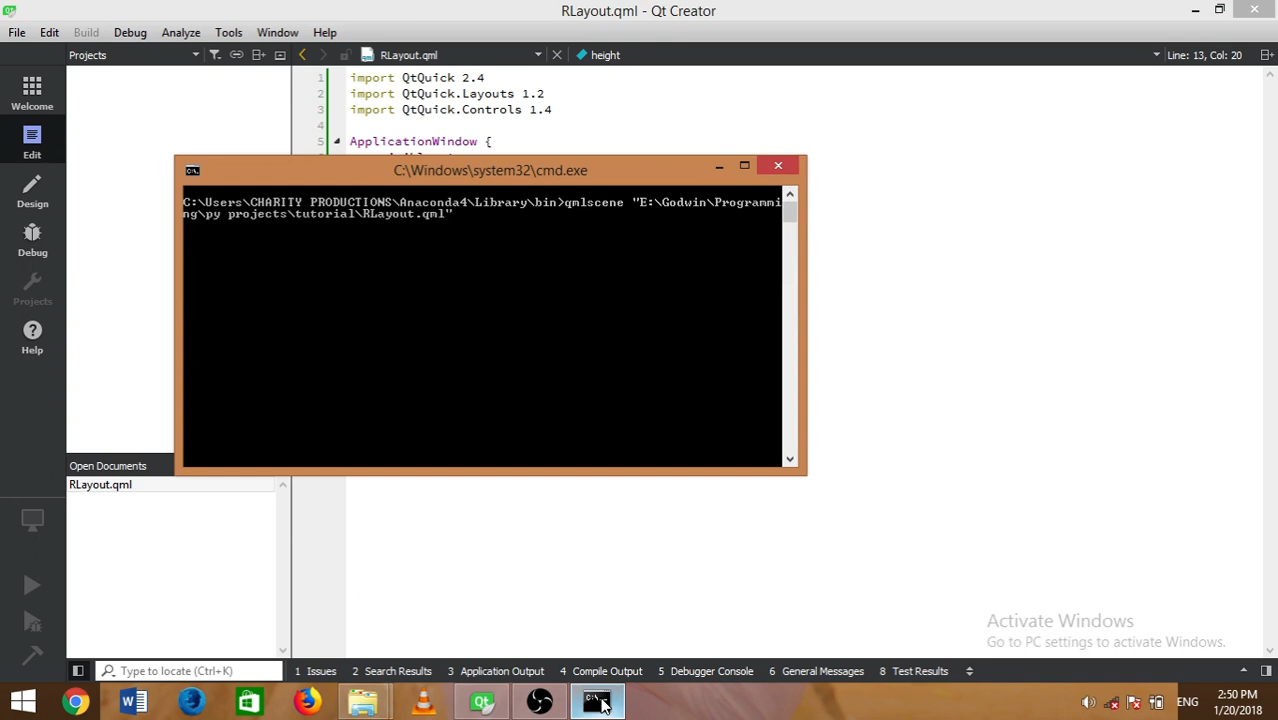 RLayout.qml - Qt Creator
File Edit Build Debug Analyze Tools Window Help
Projects RLayout.qml height Line: 13, Col: 20
1 import QtQuick 2.4
2 import QtQuick.Layouts 1.2
3 import QtQuick.Controls 1.4
4
5 ApplicationWindow {
Welcome
Edit
Design
Debug
Projects
Help
C:\Windows\system32\cmd.exe
C:\Users\CHARITY PRODUCTIONS\Anaconda4\Library\bin>qmlscene "E:\Godwin\Programmi
ng\py projects\tutorial\RLayout.qml"
Open Documents
RLayout.qml
Activate Windows
Go to PC settings to activate Windows.
Type to locate (Ctrl+K) 1 Issues 2 Search Results 3 Application Output 4 Compile Output 5 Debugger Console 6 General Messages 8 Test Results
ENG
2:50 PM
1/20/2018